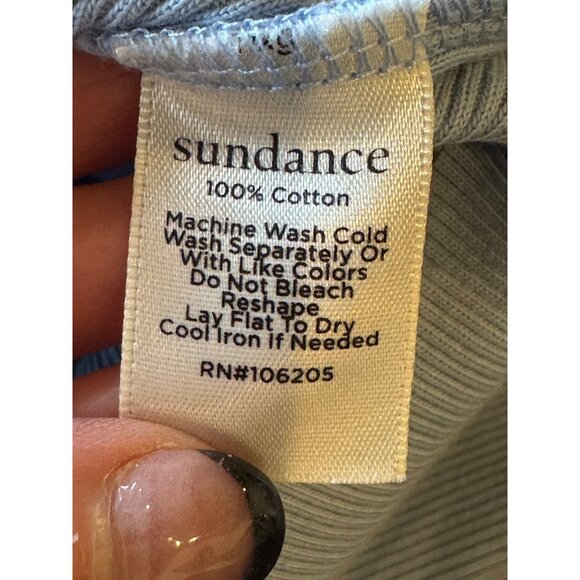 sundance
100% Cotton
Machine Wash Cold
Wash Separately Or
With Like Colors
Do Not Bleach
Reshape
Lay Flat To Dry
Cool Iron If Needed
RN#106205